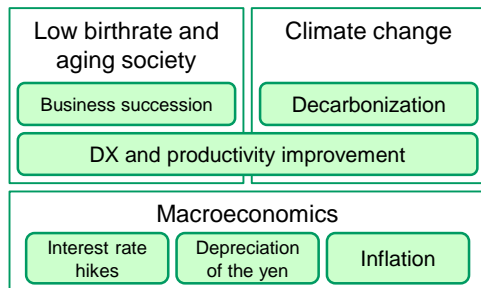 Low birthrate and
aging society
Business succession
Climate change
Decarbonization
DX and productivity improvement
Macroeconomics
Interest rate
hikes
Depreciation
of the yen
Inflation